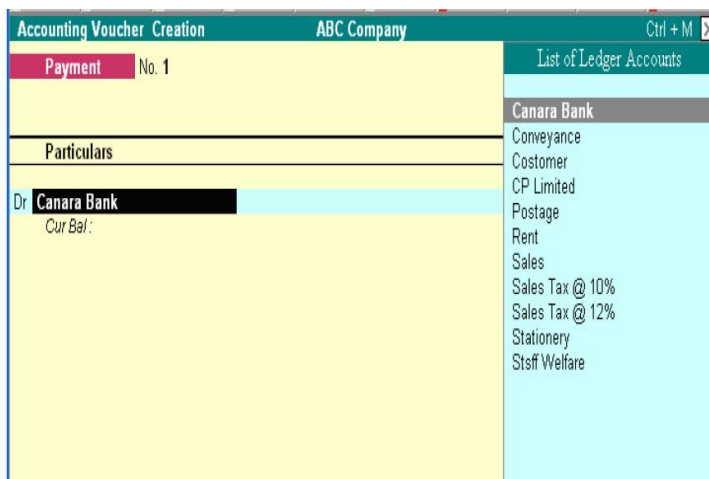 Accounting Voucher Creation ABC Company Ctrl + M
Payment No. 1
Particulars
Dr Canara Bank
Cur Bal :
List of Ledger Accounts
Canara Bank
Conveyance
Costomer
CP Limited
Postage
Rent
Sales
Sales Tax @ 10%
Sales Tax @ 12%
Stationery
Stsff Welfare